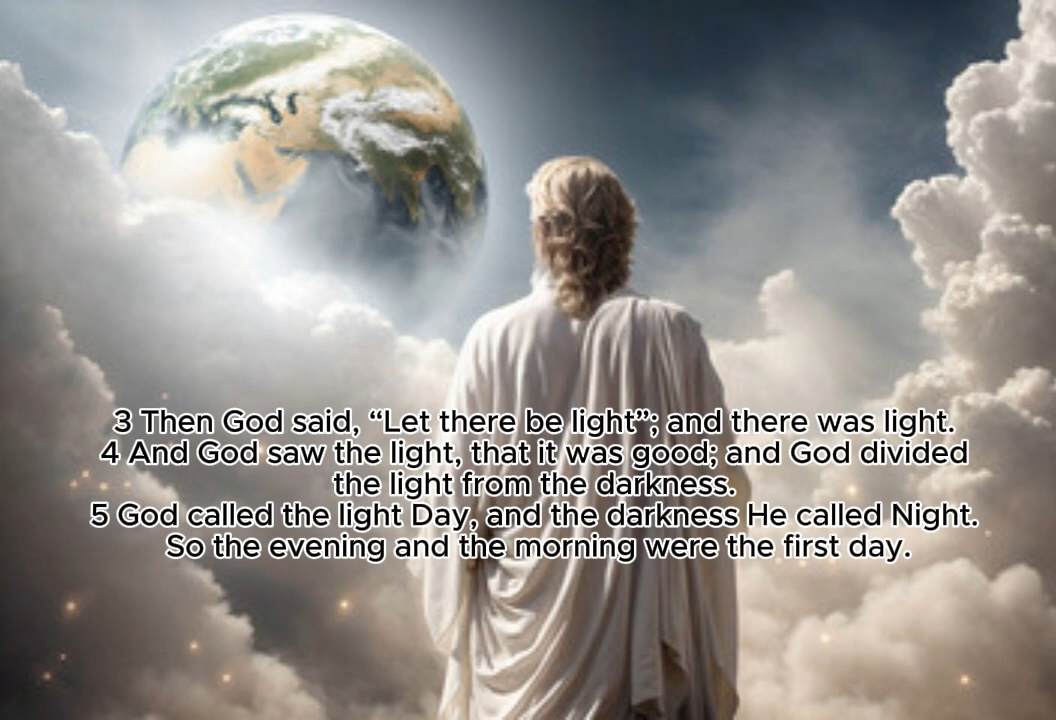 3 Then God said, “Let there be light”; and there was light.
4 And God saw the light, that it was good; and God divided
the light from the darkness.
5 God called the light Day, and the darkness He called Night.
So the evening and the morning were the first day.